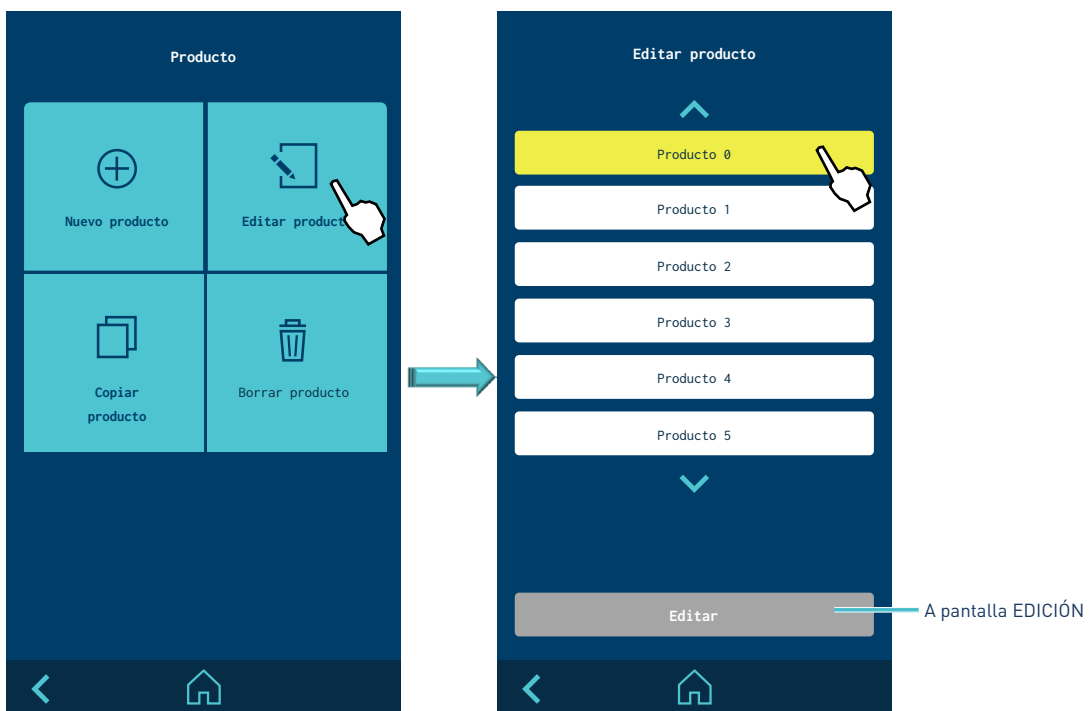 Producto
Nuevo producto
Editar product
Copiar
producto
Borrar producto
Editar producto
Producto 0
Producto 1
Producto 2
Producto 3
Producto 4
Producto 5
Editar
A pantalla EDICIÓN